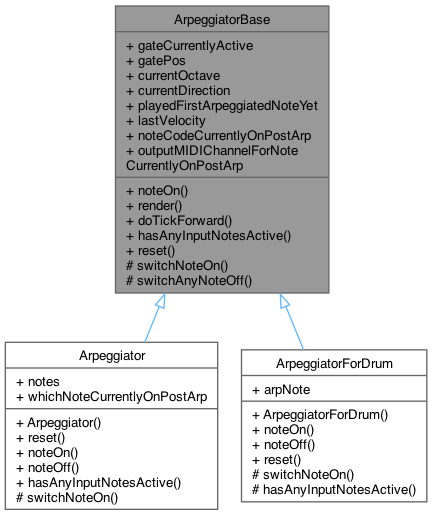 ArpeggiatorBase
+ gateCurrentlyActive
+ gatePos
+ currentOctave
+ currentDirection
+ playedFirstArpeggiatedNoteYet
+ lastVelocity
+ noteCodeCurrentlyOnPostArp
+ outputMIDIChannelForNote
CurrentlyOnPostArp
+ noteOn()
+ render()
+ doTickForward()
+ hasAnyInputNotesActive()
+ reset()
# switchNoteOn()
# switchAnyNoteOff()
Arpeggiator
+ notes
+ whichNoteCurrentlyOnPostArp
+ Arpeggiator()
+ reset()
+ noteOn()
+ noteOff()
+ hasAnyInputNotesActive()
# switchNoteOn()
ArpeggiatorForDrum
+ arpNote
+ ArpeggiatorForDrum()
+ noteOn()
+ noteOff()
+ reset()
# switchNoteOn()
# hasAnyInputNotesActive()